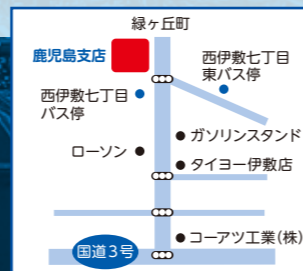 緑ヶ丘町
鹿児島支店
西伊敷七丁目
東バス停
西伊敷七丁目
バス停
ガソリンスタンド
ローソン
タイヨー伊敷店
コーアツ工業(株)
国道3号